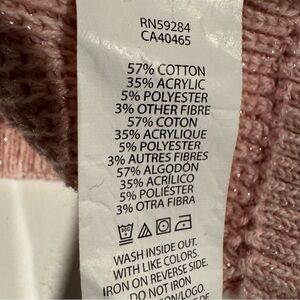 RN59284
CA40465
57% COTTON
35% ACRYLIC
5% POLYESTER
3% OTHER FIBRE
57% COTON
35% ACRYLIQUE
5% POLYESTER
3% AUTRES FIBRES
57% ALGODÓN
35% ACRÍLICO
5% POLIÉSTER
3% OTRA FIBRA
WASH INSIDE OUT.
WITH LIKE COLORS.
IRON ON REVERSE SIDE.
DO NOT IRON